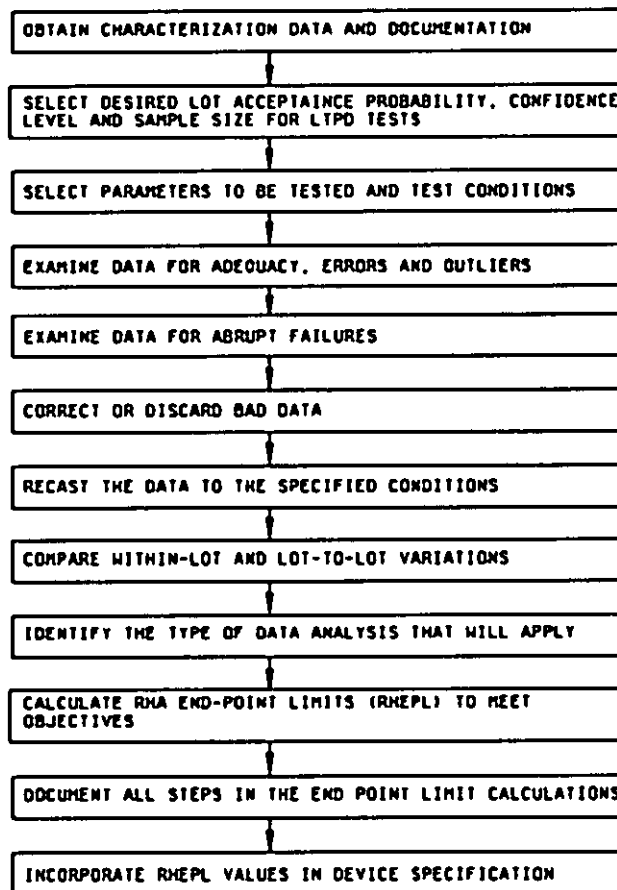 OBTAIN CHARACTERIZATION DATA AND DOCUMENTATION
SELECT DESIRED LOT ACCEPTAINCE PROBABILITY, CONFIDENCE
LEVEL AND SAMPLE SIZE FOR LTPD TESTS
SELECT PARAMETERS TO BE TESTED AND TEST CONDITIONS
EXAMINE DATA FOR ADEQUACY, ERRORS AND OUTLIERS
EXAMINE DATA FOR ABRUPT FAILURES
CORRECT OR DISCARD BAD DATA
RECAST THE DATA TO THE SPECIFIED CONDITIONS
COMPARE WITHIN-LOT AND LOT-TO-LOT VARIATIONS
IDENTIFY THE TYPE OF DATA ANALYSIS THAT WILL APPLY
CALCULATE RHA END-POINT LIMITS (RHEPL) TO MEET
OBJECTIVES
DOCUMENT ALL STEPS IN THE END POINT LIMIT CALCULATIONS
INCORPORATE RHEPL VALUES IN DEVICE SPECIFICATION